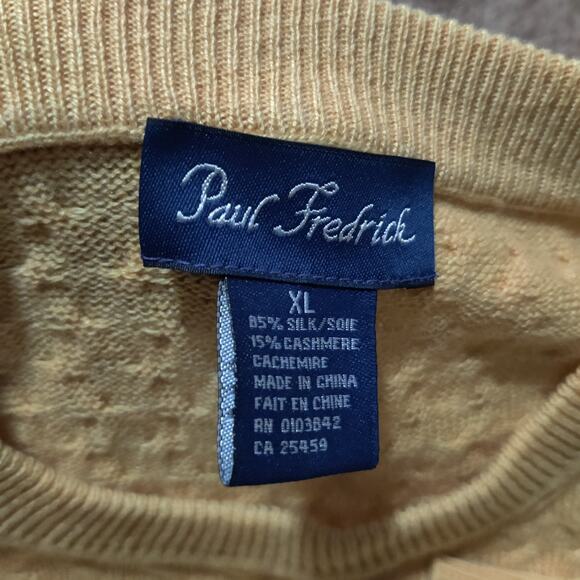 Paul Fredrick
XL
85% SILK/SOIE
15% CASHMERE
CACHEMIRE
MADE IN CHINA
FAIT EN CHINE
RN 0103842
CA 25459